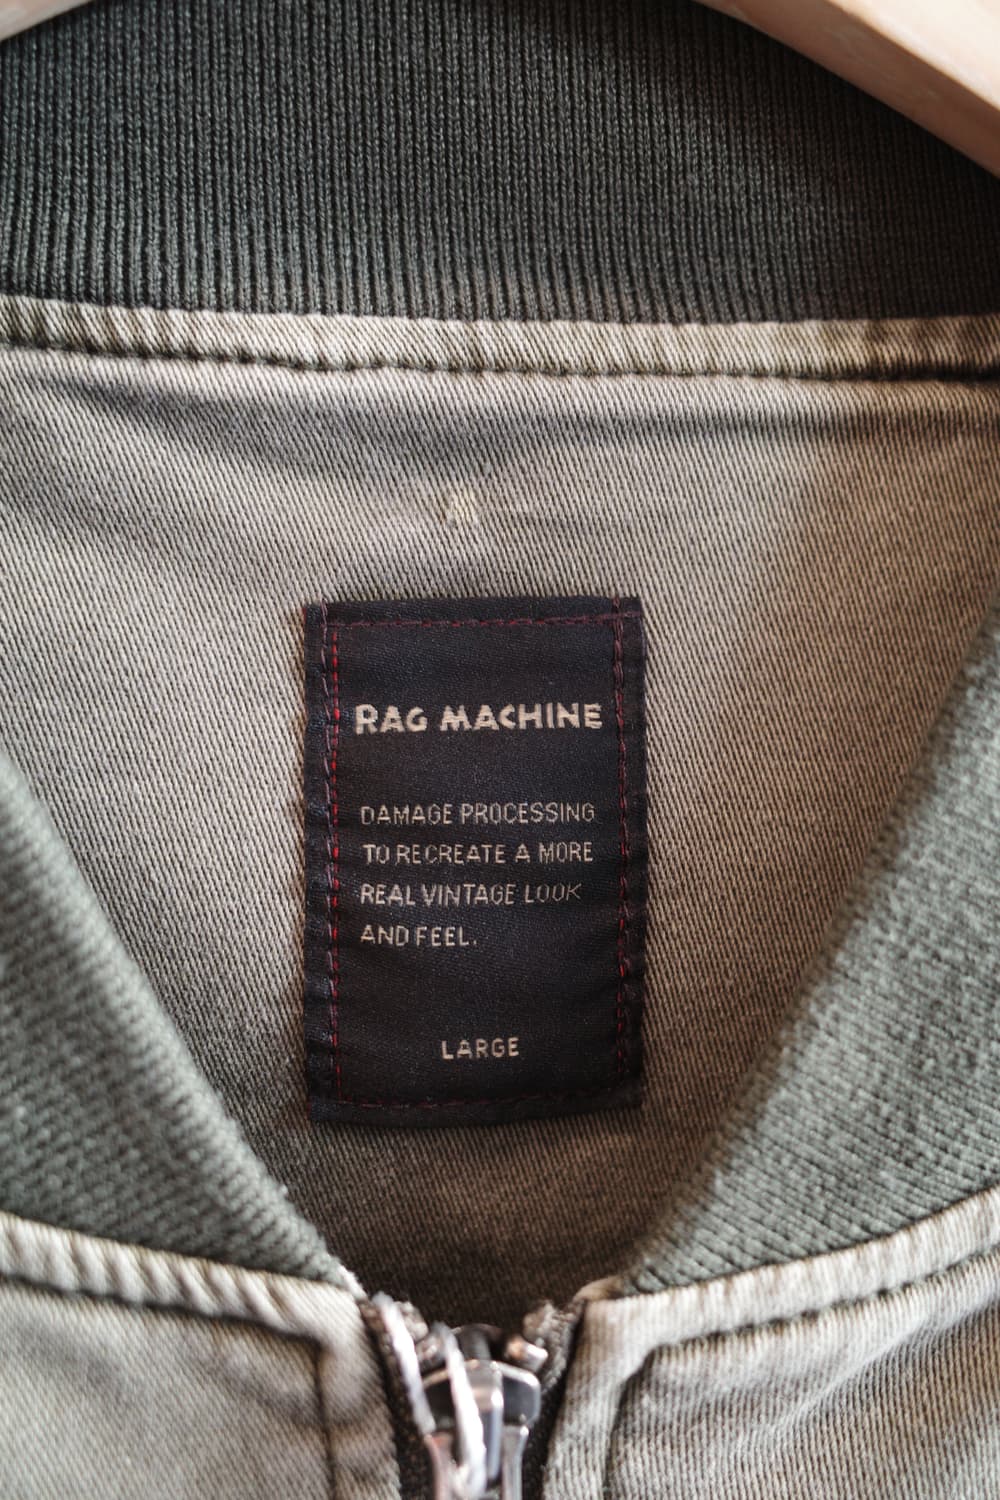 RAG MACHINE
DAMAGE PROCESSING
TO RECREATE A MORE
REAL VINTAGE LOOK
AND FEEL.
LARGE